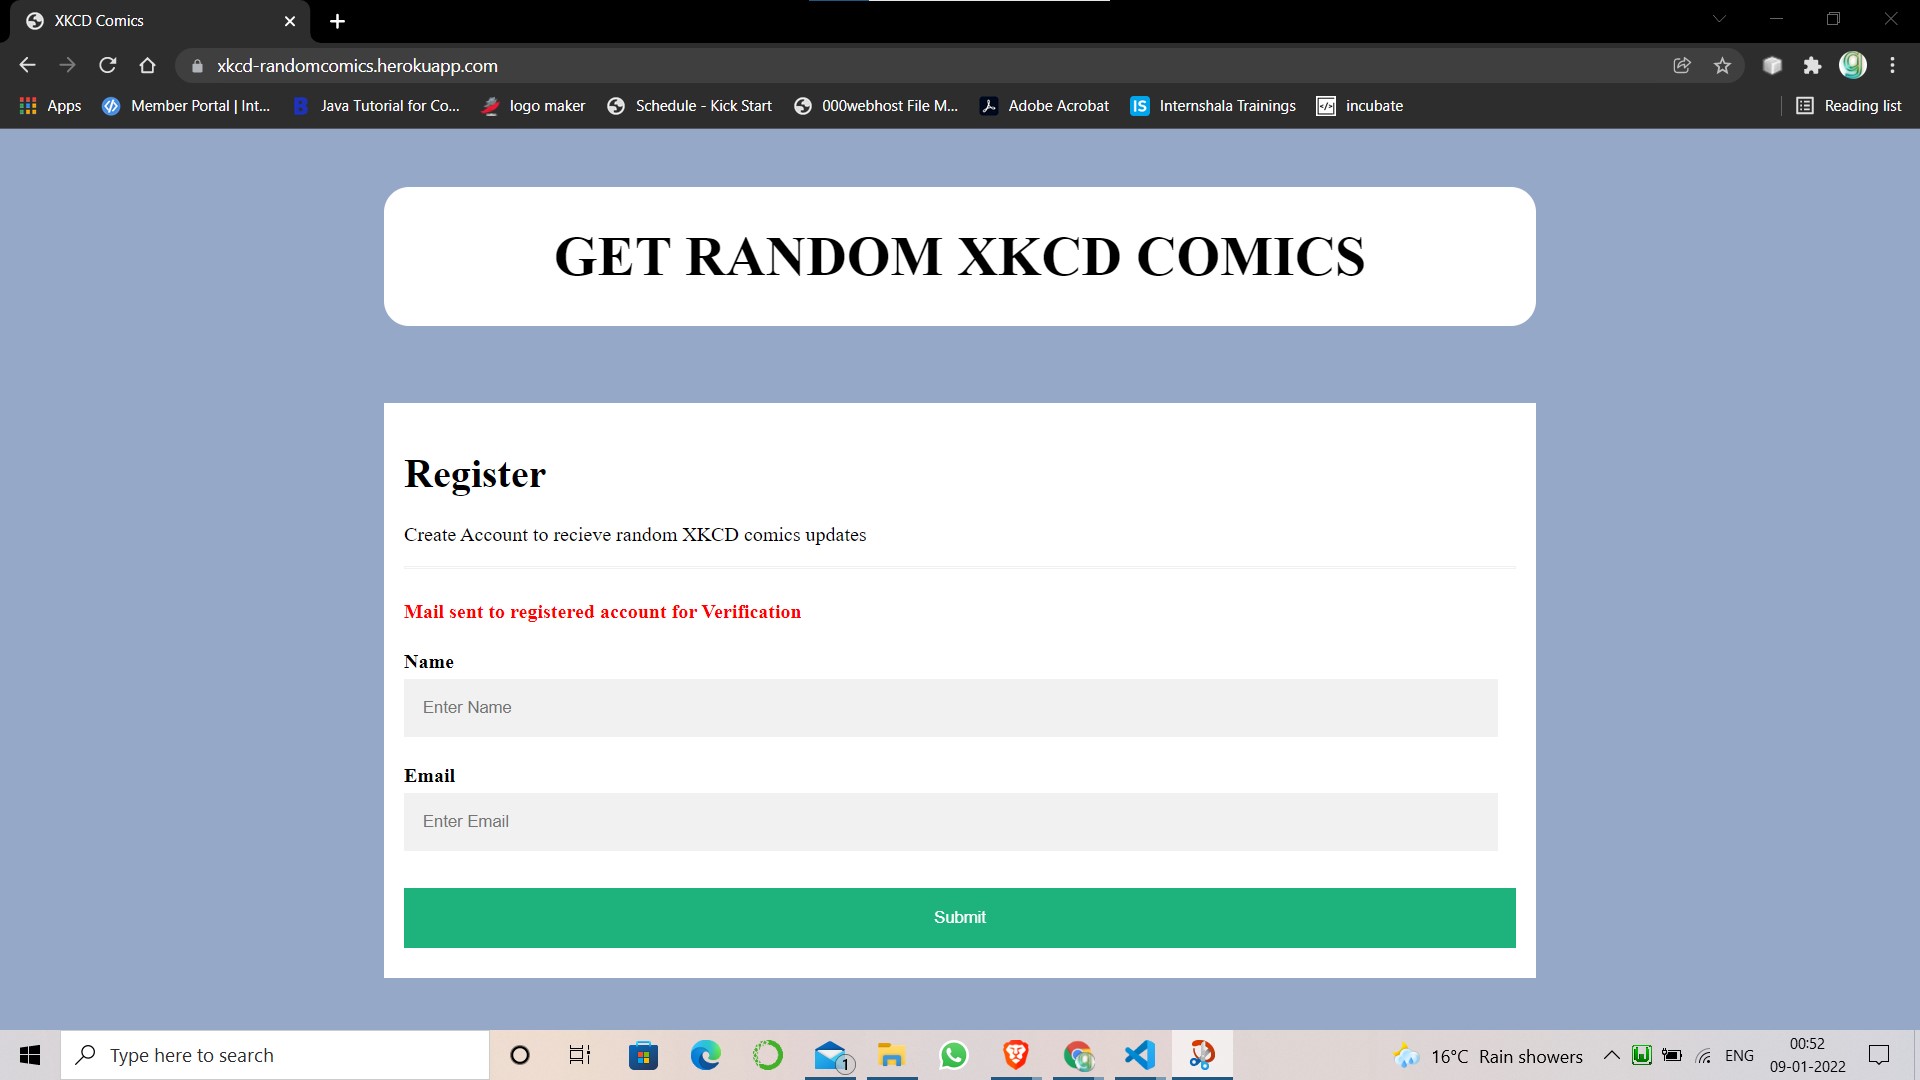 XKCD Comics
xkcd-randomcomics.herokuapp.com
Apps
Member Portal | Int...
B
Java Tutorial for Co...
logo maker
Schedule - Kick Start
000webhost File M...
Adobe Acrobat
IS
Internshala Trainings
</>
incubate
Reading list
GET RANDOM XKCD COMICS
Register
Create Account to recieve random XKCD comics updates
Mail sent to registered account for Verification
Name
Enter Name
Email
Enter Email
Submit
Type here to search
1
16°C Rain showers
ENG
00:52
09-01-2022